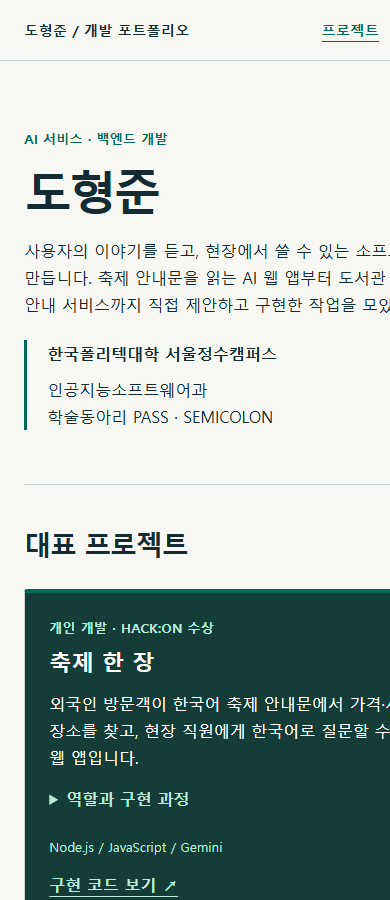 도형준 / 개발 포트폴리오
프로젝트
AI 서비스 · 백엔드 개발
도형준
사용자의 이야기를 듣고, 현장에서 쓸 수 있는
만듭니다. 축제 안내문을 읽는 AI 웹 앱부터 도서관
안내 서비스까지 직접 제안하고 구현한 작업을
한국폴리텍대학 서울정수캠퍼스
인공지능소프트웨어과
학술동아리 PASS · SEMICOLON
대표 프로젝트
개인 개발 · HACK:ON 수상
축제 한 장
외국인 방문객이 한국어 축제 안내문에서
장소를 찾고, 현장 직원에게 한국어로 질문할 수
웹 앱입니다.
▶ 역할과 구현 과정
Node.js / JavaScript / Gemini
구현 코드 보기 ↗